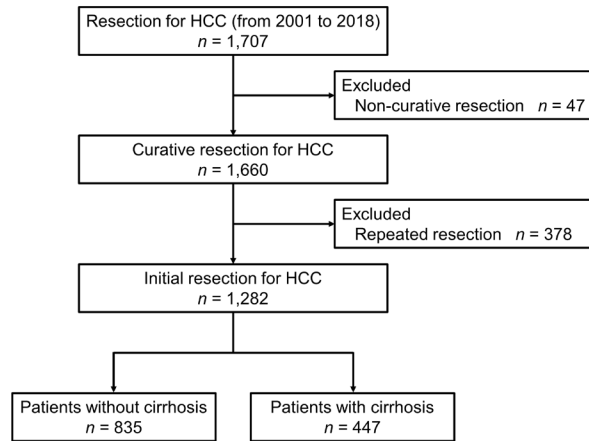 Resection for HCC (from 2001 to 2018)
n = 1,707
Excluded
Non-curative resection n = 47
Curative resection for HCC
n = 1,660
Excluded
Repeated resection n = 378
Initial resection for HCC
n = 1,282
Patients without cirrhosis
n = 835
Patients with cirrhosis
n = 447